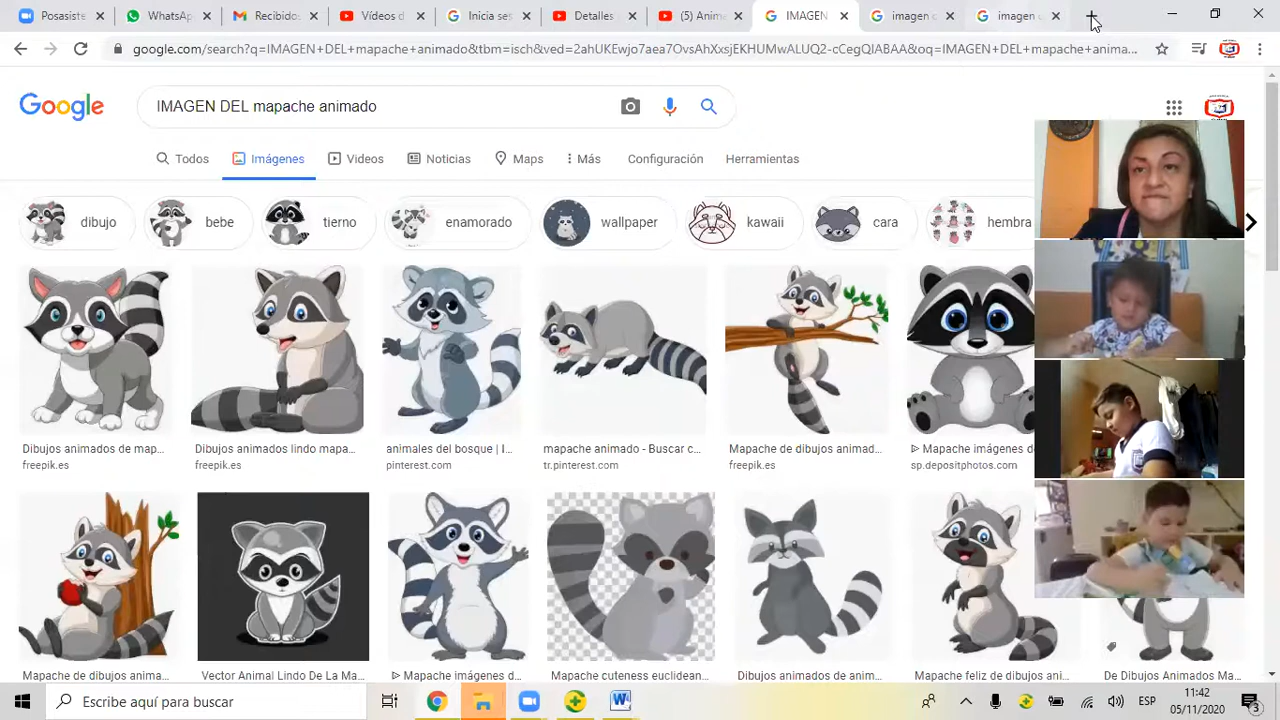 Posasiste
WhatsAp
Recibidos
Vídeos d
Inicia ses
Detalles
(5) Anim
IMAGEN
imagen d
imagen d
google.com/search?q=IMAGEN+DEL+mapache+animado&tbm=isch&ved=2ahUKEwjo7aea7OvsAhXxsjEKHUMwALUQ2-cCegQIABAA&oq=IMAGEN+DEL+mapache+anima...
Google
IMAGEN DEL mapache animado
Todos
Imágenes
Videos
Noticias
Maps
Más
Configuración
Herramientas
dibujo
bebe
tierno
enamorado
wallpaper
kawaii
cara
hembra
Dibujos animados de map...
Dibujos animados lindo mapa...
animales del bosque | I...
mapache animado - Buscar c...
Mapache de dibujos animad...
Mapache imágenes d
freepik.es
freepik.es
pinterest.com
tr.pinterest.com
freepik.es
sp.depositphotos.com
Mapache de dibujos anima...
Vector Animal Lindo De La Ma...
Mapache imágenes d...
Mapache cuteness euclidean...
Dibujos animados de anim...
Mapache feliz de dibujos ani...
De Dibujos Animados Ma...
Escribe aquí para buscar
ESP
11:42
05/11/2020
3